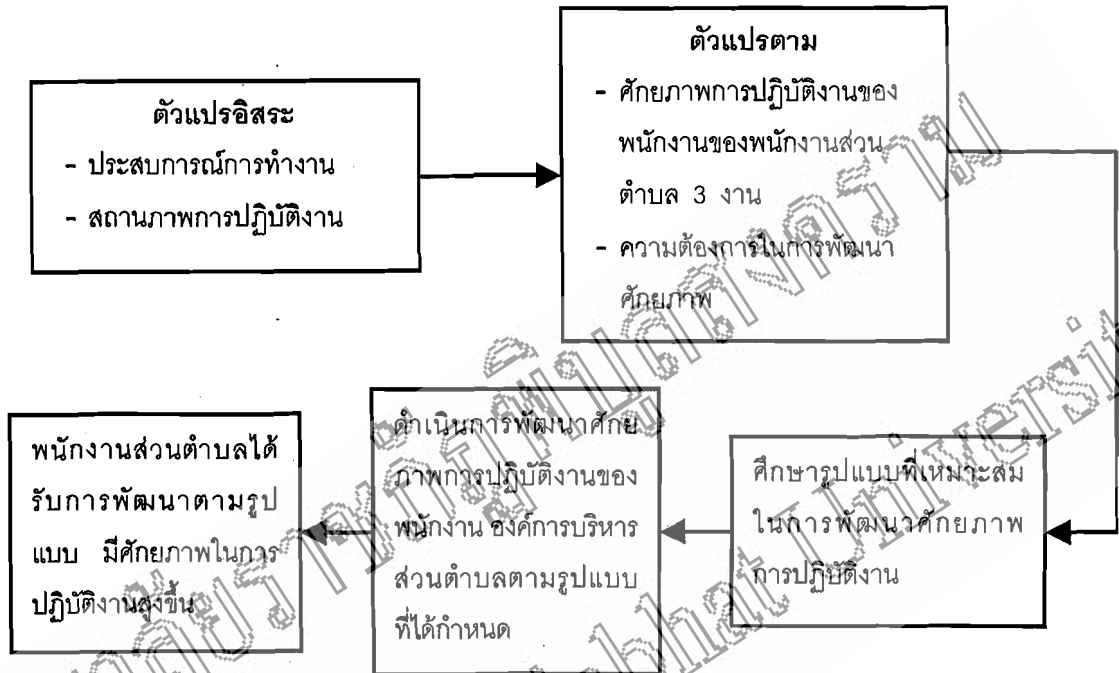 ตัวแปรอิสระ
- ประสบการณ์การทำงาน
- สถานภาพการปฏิบัติงาน
ตัวแปรตาม
- ศักยภาพการปฏิบัติงานของ
พนักงานของพนักงานส่วน
ตำบล 3 งาน
- ความต้องการในการพัฒนา
ศักยภาพ
ศึกษารูปแบบที่เหมาะสม
ในการพัฒนาศักยภาพ
การปฏิบัติงาน
ดำเนินการพัฒนาศักย
ภาพการปฏิบัติงานของ
พนักงาน องค์การบริหาร
ส่วนตำบลตามรูปแบบ
ที่ได้กำหนด
พนักงานส่วนตำบลได้
รับการพัฒนาตามรูป
แบบ มีศักยภาพในการ
ปฏิบัติงานสูงขึ้น